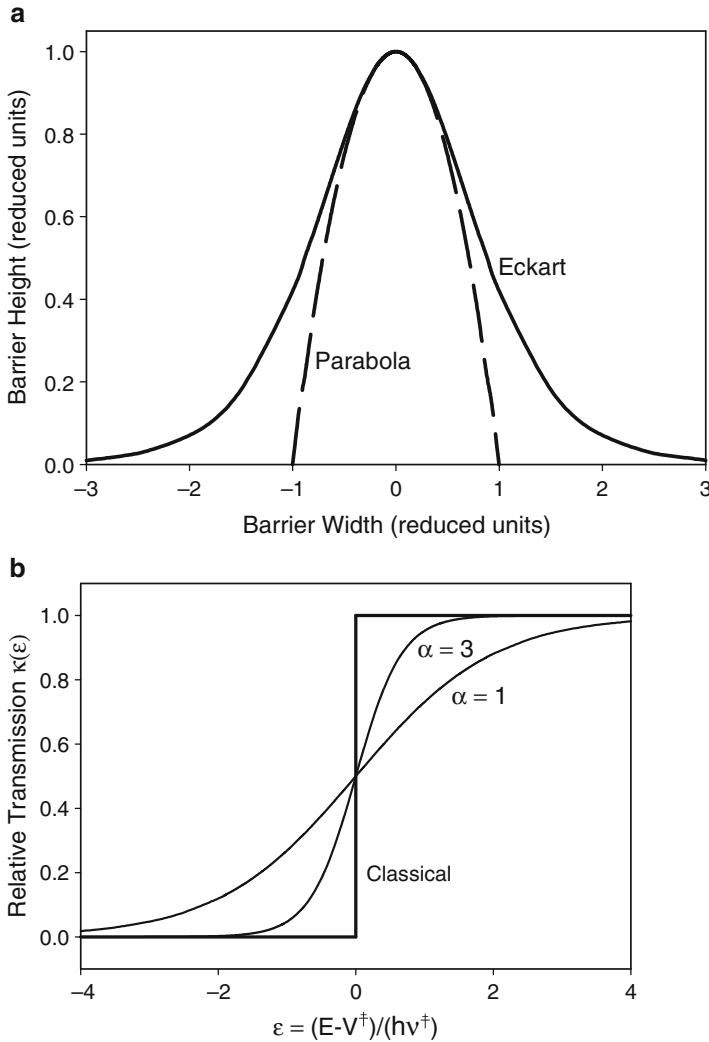 a
Barrier Height (reduced units)
1.0
0.8
0.6
0.4
0.2
0.0
Eckart
Parabola
−3
−2
−1
0
1
2
3
Barrier Width (reduced units)
b
Relative Transmission κ(ε)
1.0
0.8
0.6
0.4
0.2
0.0
α = 3
α = 1
Classical
−4
−2
0
2
4
ε = (E-V‡)/(hν‡)